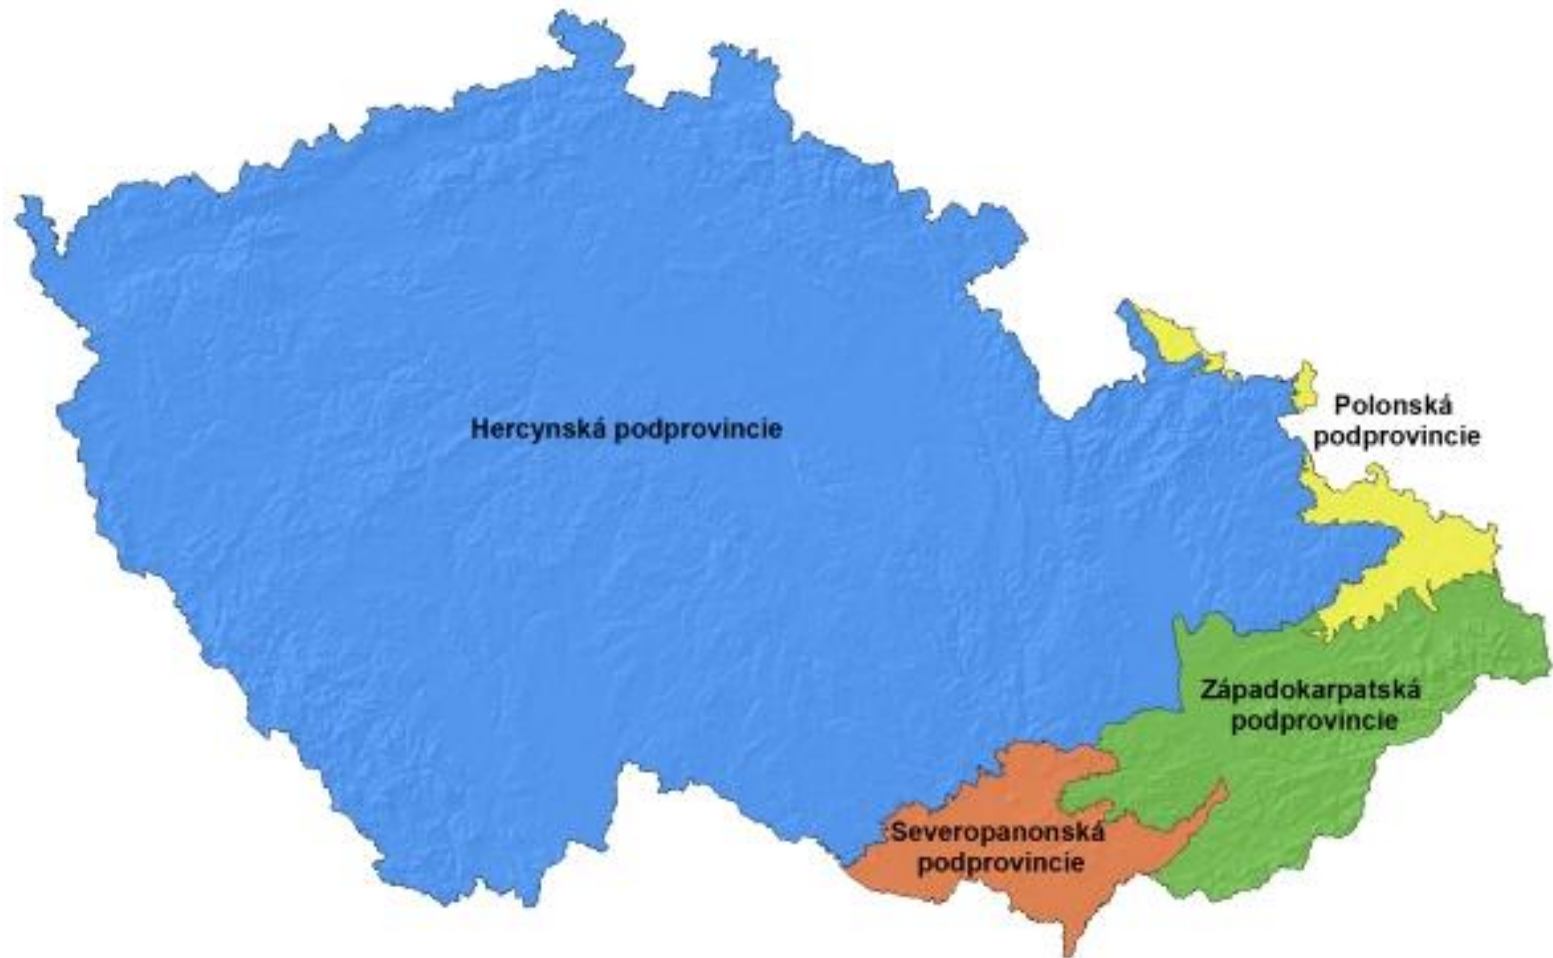 Hercynská podprovincie
Polonská
podprovincie
Západokarpatská
podprovincie
Severopanonská
podprovincie